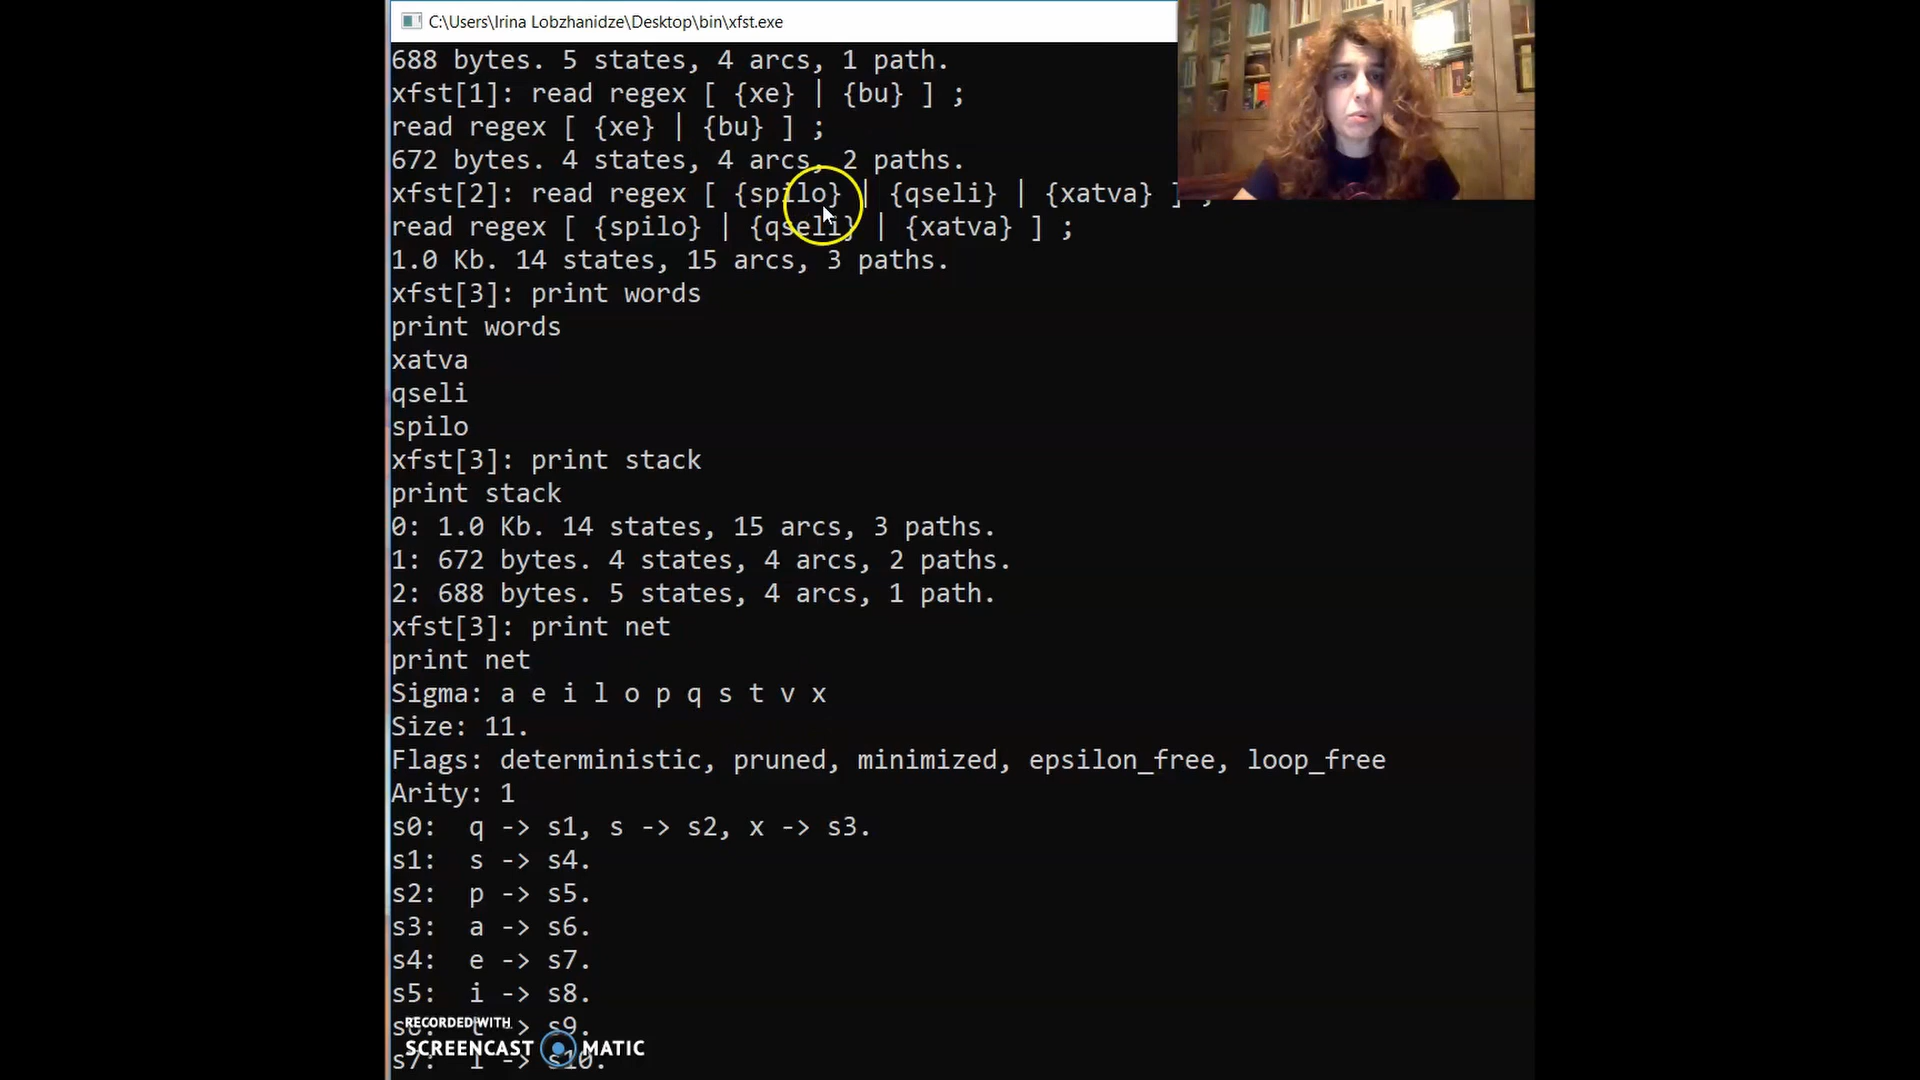 C:\Users\Irina Lobzhanidze\Desktop\bin\xfst.exe
688 bytes. 5 states, 4 arcs, 1 path.
xfst[1]: read regex [ {xe} | {bu} ] ;
read regex [ {xe} | {bu} ] ;
672 bytes. 4 states, 4 arcs, 2 paths.
xfst[2]: read regex [ {spilo} | {qseli} | {xatva} ] ;
read regex [ {spilo} | {qseli} | {xatva} ] ;
1.0 Kb. 14 states, 15 arcs, 3 paths.
xfst[3]: print words
print words
xatva
qseli
spilo
xfst[3]: print stack
print stack
0: 1.0 Kb. 14 states, 15 arcs, 3 paths.
1: 672 bytes. 4 states, 4 arcs, 2 paths.
2: 688 bytes. 5 states, 4 arcs, 1 path.
xfst[3]: print net
print net
Sigma: a e i l o p q s t v x
Size: 11.
Flags: deterministic, pruned, minimized, epsilon_free, loop_free
Arity: 1
s0:  q -> s1, s -> s2, x -> s3.
s1:  s -> s4.
s2:  p -> s5.
s3:  a -> s6.
s4:  e -> s7.
s5:  i -> s8.
s6:  t -> s9.
s7:  l -> s10.
RECORDED WITH
SCREENCAST MATIC